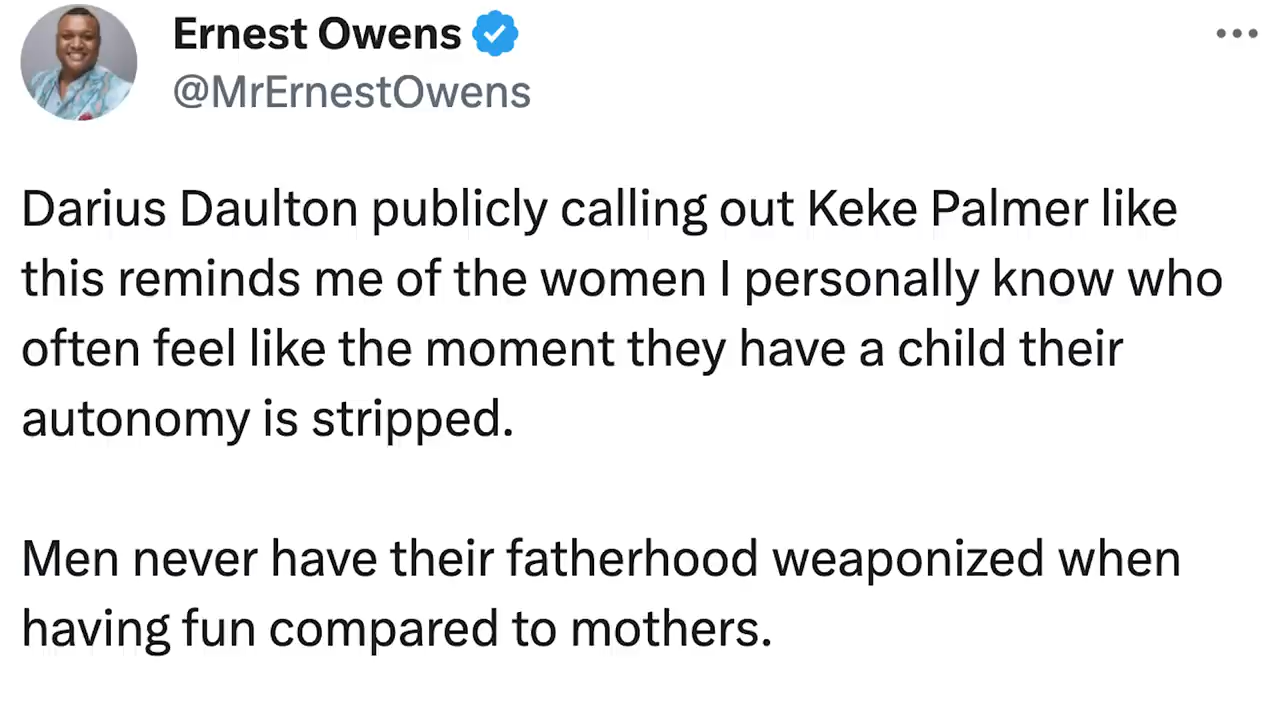 Ernest Owens
@MrErnestOwens
Darius Daulton publicly calling out Keke Palmer like
this reminds me of the women I personally know who
often feel like the moment they have a child their
autonomy is stripped.
Men never have their fatherhood weaponized when
having fun compared to mothers.